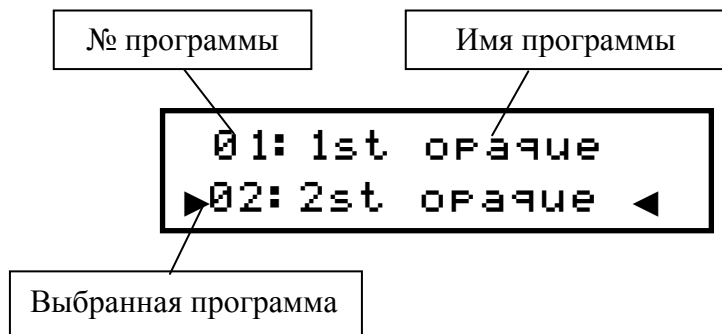 № программы
Имя программы
01: 1st opaque
►02: 2st opaque ◄
Выбранная программа